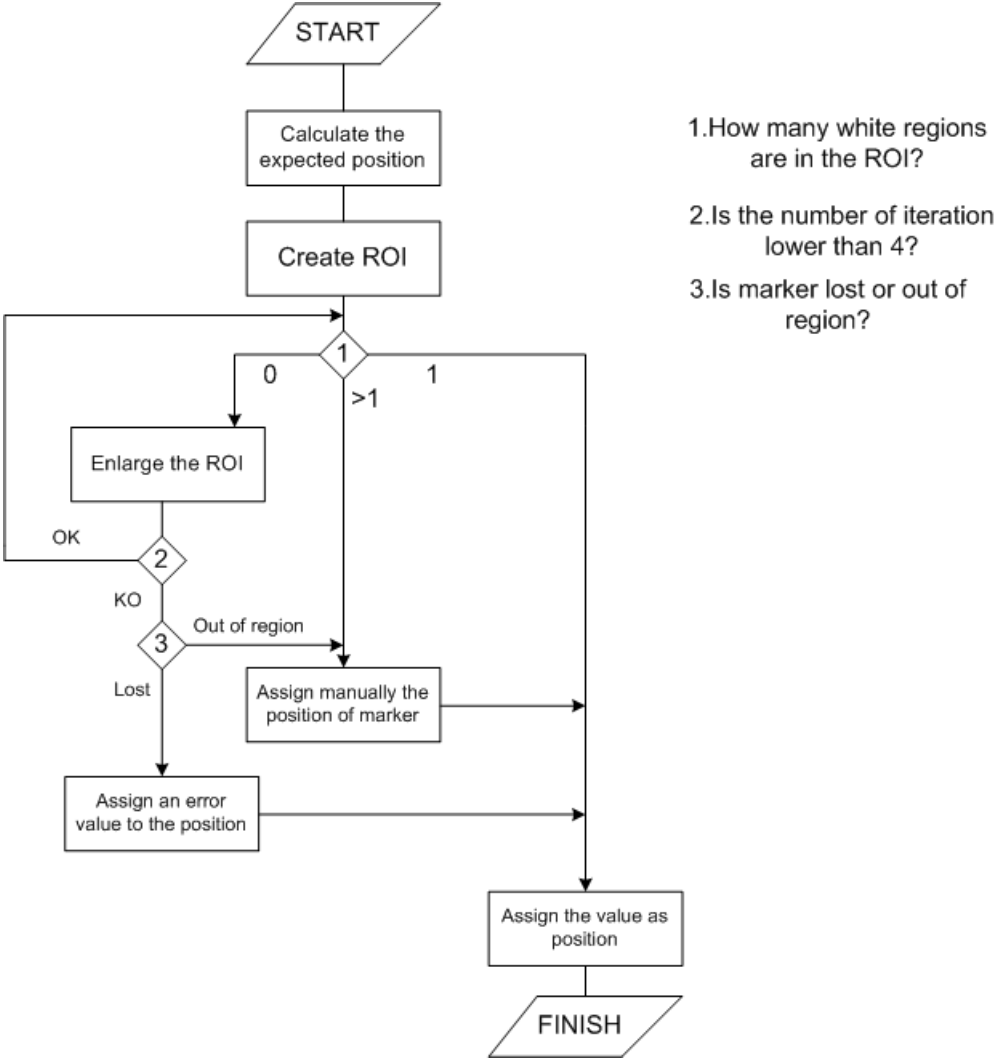 START
Calculate the
expected position
Create ROI
1.How many white regions
are in the ROI?
2.Is the number of iteration
lower than 4?
3.Is marker lost or out of
region?
1
0
1
>1
Enlarge the ROI
OK
2
KO
3
Out of region
Lost
Assign manually the
position of marker
Assign an error
value to the position
Assign the value as
position
FINISH